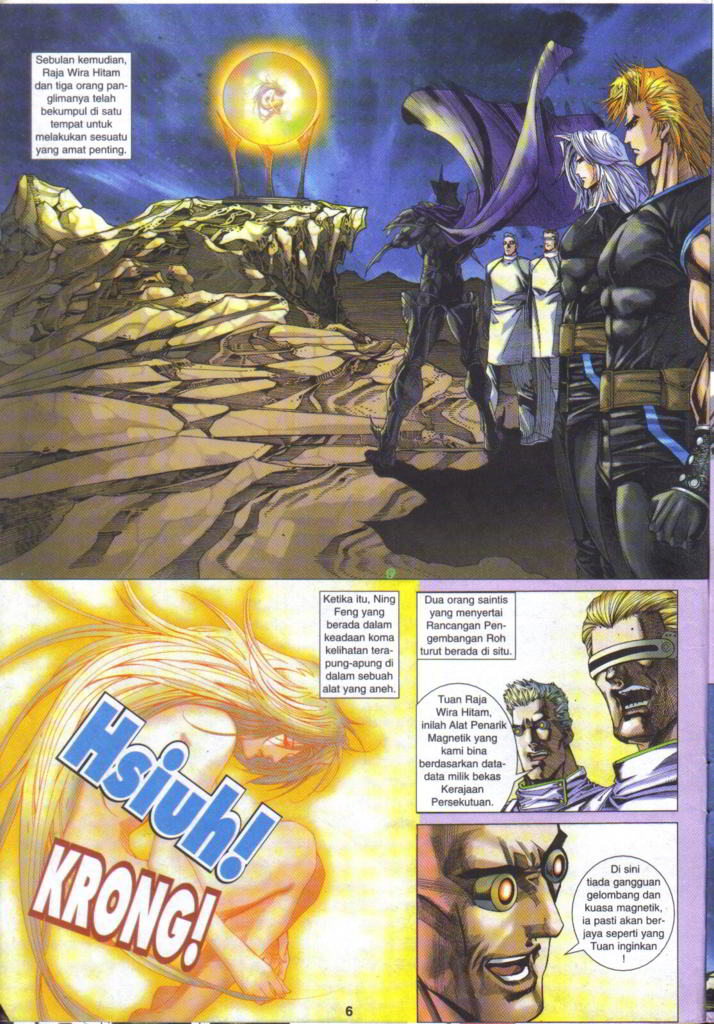 Sebulan kemudian,
Raja Wira Hitam
dan tiga orang pan-
glimanya telah
bekumpul di satu
tempat untuk
melakukan sesuatu
yang amat penting.
Ketika itu, Ning
Feng yang
berada dalam
keadaan koma
kelihatan tera-
pung-apung di
dalam sebuah
alat yang aneh.
Hsiuh!
KRONG!
Dua orang saintis
yang menyertai
Rancangan Pen-
gembangan Roh
turut berada di situ.
Tuan Raja
Wira Hitam,
inilah Alat Penarik
Magnetik yang
kami bina
berdasarkan data-
data milik bekas
Kerajaan
Persekutuan.
Di sini
tiada gangguan
gelombang dan
kuasa magnetik,
ia pasti akan ber-
jaya seperti yang
Tuan inginkan
!
6